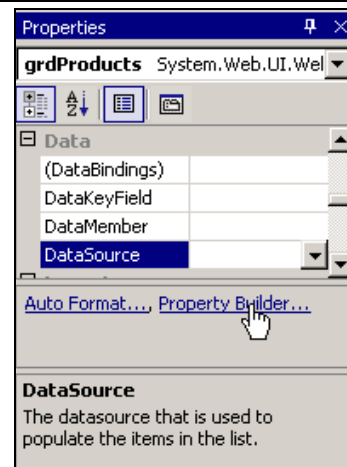 Properties
grdProducts System.Web.UI.Wel
Data
(DataBindings)
DataKeyField
DataMember
DataSource
Auto Format..., Property Builder...
DataSource
The datasource that is used to
populate the items in the list.